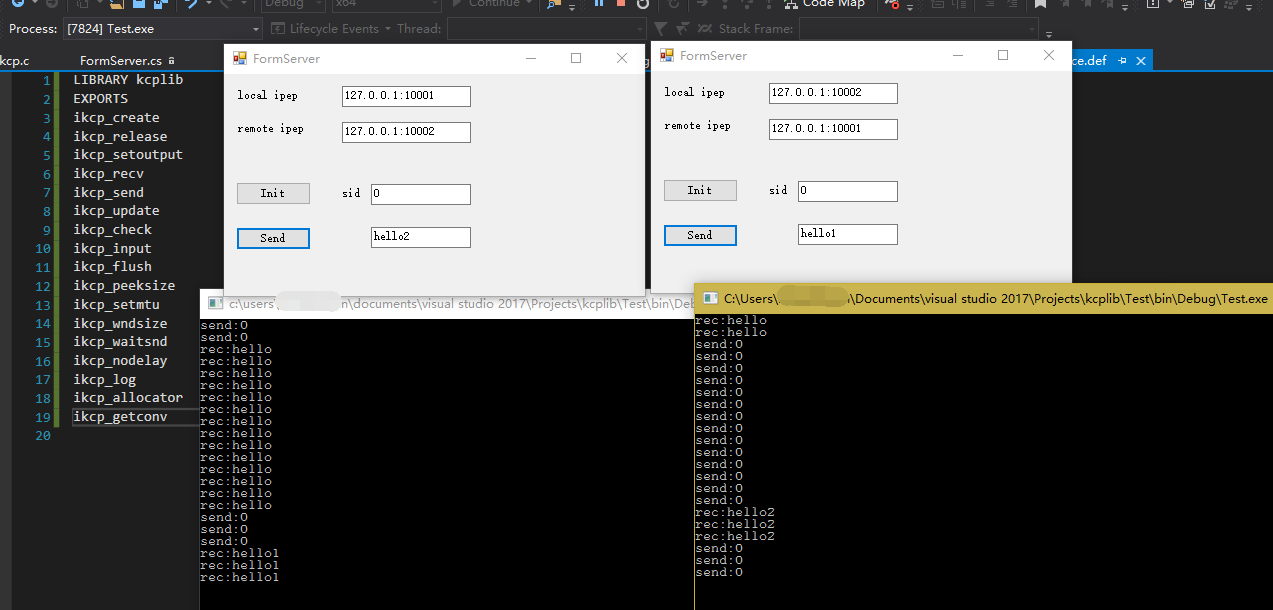 Debug x64 Continue Code Map
Process: [7824] Test.exe Lifecycle Events Thread: Stack Frame:
kcp.c FormServer.cs ce.def
1 LIBRARY kcplib
2 EXPORTS
3 ikcp_create
4 ikcp_release
5 ikcp_setoutput
6 ikcp_recv
7 ikcp_send
8 ikcp_update
9 ikcp_check
10 ikcp_input
11 ikcp_flush
12 ikcp_peeksize
13 ikcp_setmtu
14 ikcp_wndsize
15 ikcp_waitsnd
16 ikcp_nodelay
17 ikcp_log
18 ikcp_allocator
19 ikcp_getconv
20
FormServer
local ipep 127.0.0.1:10001
remote ipep 127.0.0.1:10002
Init sid 0
Send hello2
FormServer
local ipep 127.0.0.1:10002
remote ipep 127.0.0.1:10001
Init sid 0
Send hello1
c:\users\ n\documents\visual studio 2017\Projects\kcplib\Test\bin\Deb
send:0
send:0
rec:hello
rec:hello
rec:hello
rec:hello
rec:hello
rec:hello
rec:hello
rec:hello
rec:hello
rec:hello
rec:hello
rec:hello
rec:hello
rec:hello
send:0
send:0
send:0
rec:hello1
rec:hello1
rec:hello1
C:\Users\ \Documents\visual studio 2017\Projects\kcplib\Test\bin\Debug\Test.exe
rec:hello
rec:hello
send:0
send:0
send:0
send:0
send:0
send:0
send:0
send:0
send:0
send:0
send:0
send:0
send:0
send:0
rec:hello2
rec:hello2
rec:hello2
send:0
send:0
send:0